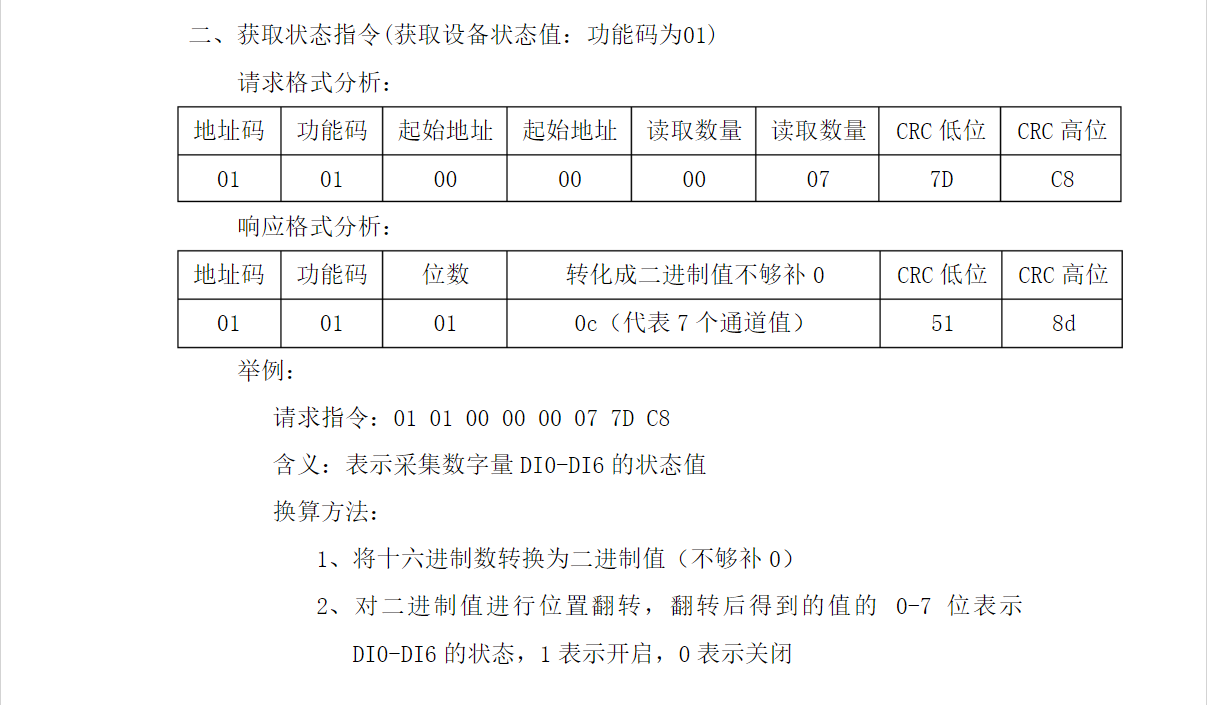 二、获取状态指令(获取设备状态值：功能码为01)
请求格式分析：
地址码 功能码 起始地址 起始地址 读取数量 读取数量 CRC 低位 CRC 高位
01 01 00 00 00 07 7D C8
响应格式分析：
地址码 功能码 位数 转化成二进制值不够补 0 CRC 低位 CRC 高位
01 01 01 0c（代表 7 个通道值） 51 8d
举例：
请求指令：01 01 00 00 00 07 7D C8
含义：表示采集数字量 DI0-DI6 的状态值
换算方法：
1、将十六进制数转换为二进制值（不够补 0）
2、对二进制值进行位置翻转，翻转后得到的值的 0-7 位表示
DI0-DI6 的状态，1 表示开启，0 表示关闭